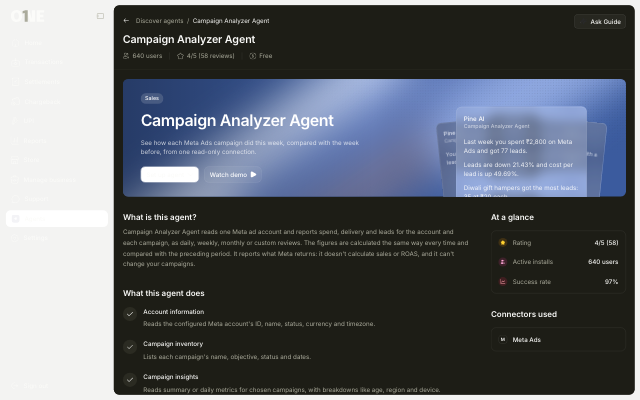 Discover agents / Campaign Analyzer Agent
Ask Guide
Campaign Analyzer Agent
640 users
4/5 (58 reviews)
Free
Sales
Campaign Analyzer Agent
See how each Meta Ads campaign did this week, compared with the week
before, from one read-only connection.
Watch demo
Pine AI
Campaign Analyzer Agent
Last week you spent ₹2,800 on Meta
Ads and got 77 leads.
Leads are down 21.43% and cost per
lead is up 49.69%.
Diwali gift hampers got the most leads
What is this agent?
Campaign Analyzer Agent reads one Meta ad account and reports spend, delivery and leads for the account and
each campaign, as daily, weekly, monthly or custom reviews. The figures are calculated the same way every time and
compared with the preceding period. It reports what Meta returns: it doesn't calculate sales or ROAS, and it can't
change your campaigns.
What this agent does
Account information
Reads the configured Meta account's ID, name, status, currency and timezone.
Campaign inventory
Lists each campaign's name, objective, status and dates.
Campaign insights
Reads summary or daily metrics for chosen campaigns, with breakdowns like age, region and device.
At a glance
Rating 4/5 (58)
Active installs 640 users
Success rate 97%
Connectors used
M Meta Ads